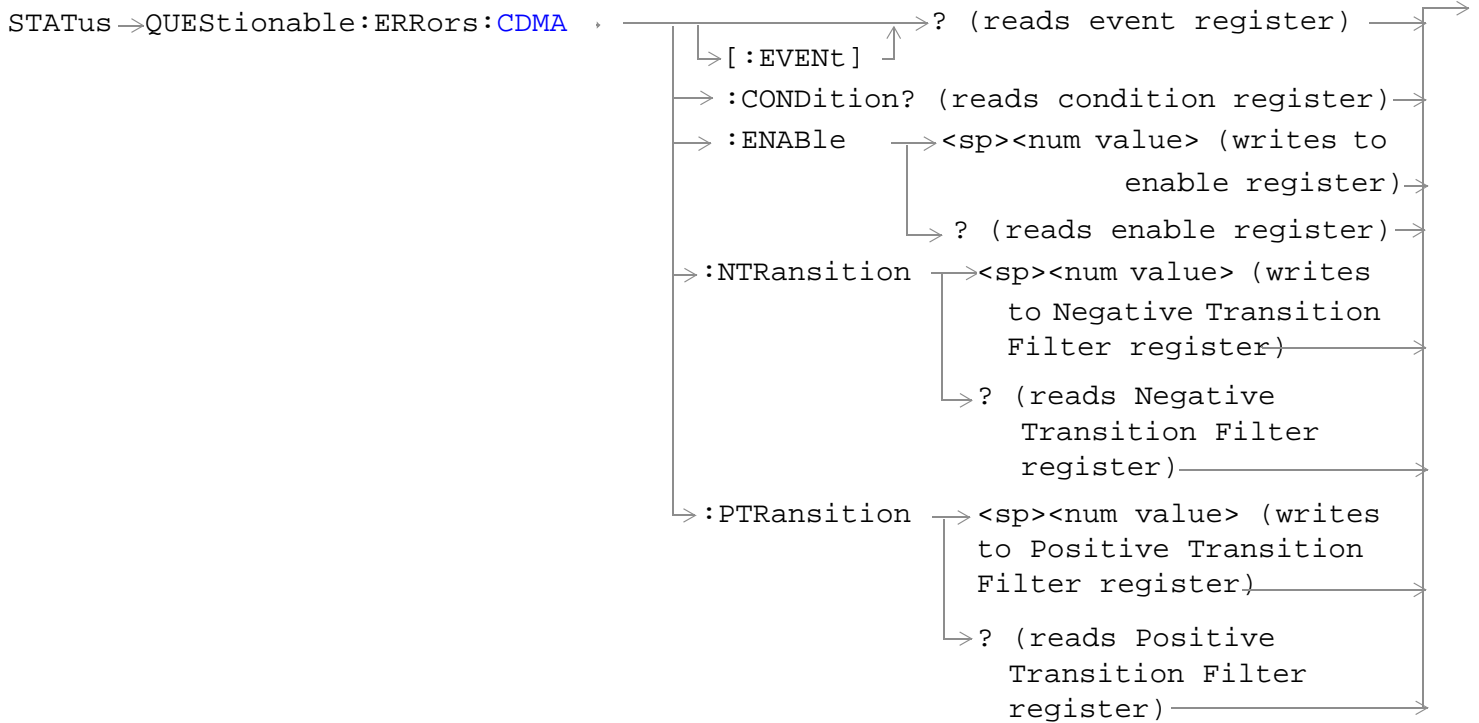 STATus QUEStionable:ERRors:CDMA ? (reads event register)
[:EVENt]
:CONDition? (reads condition register)
:ENABle <sp><num value> (writes to
enable register)
? (reads enable register)
:NTRansition <sp><num value> (writes
to Negative Transition
Filter register)
? (reads Negative
Transition Filter
register)
:PTRansition <sp><num value> (writes
to Positive Transition
Filter register)
? (reads Positive
Transition Filter
register)